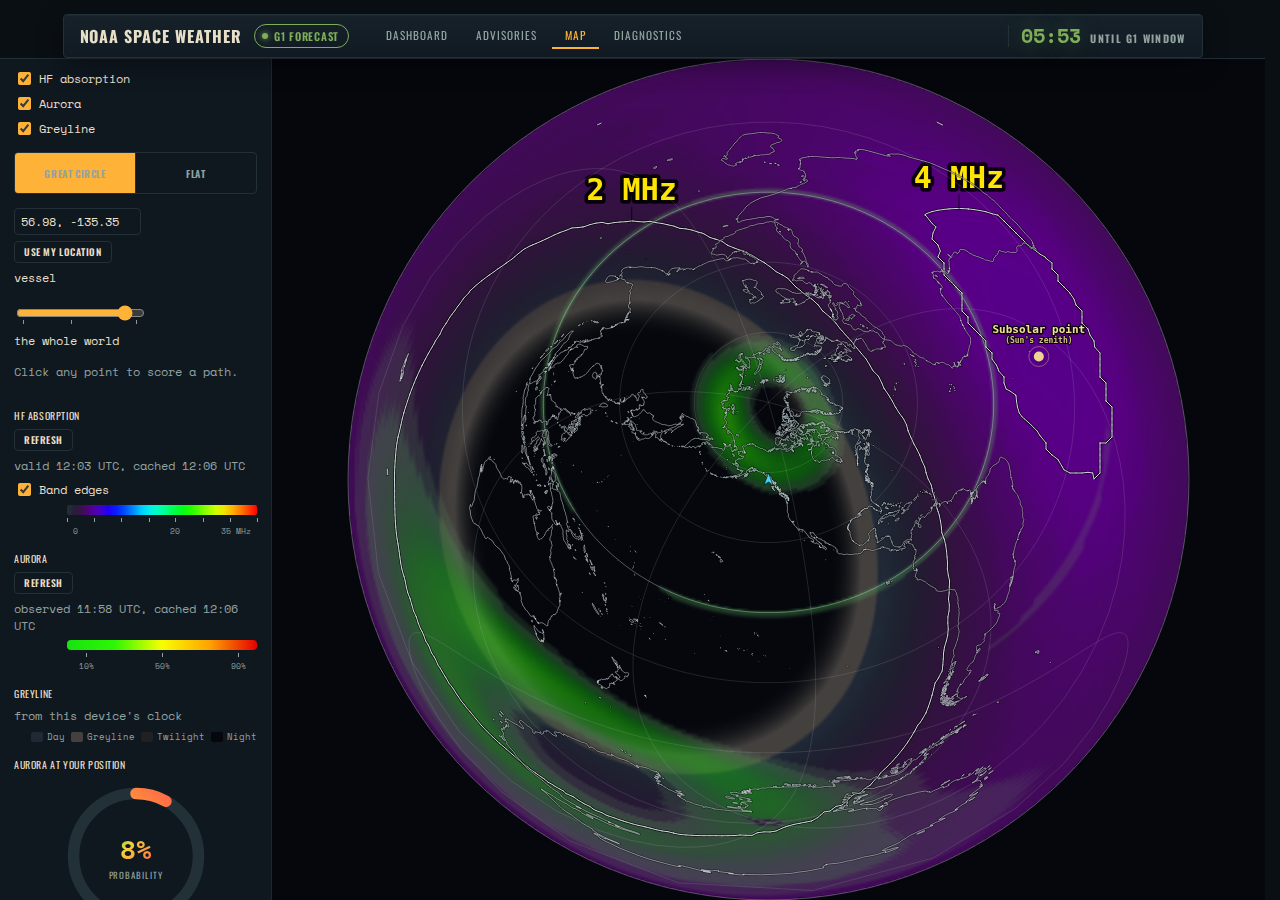 NOAA SPACE WEATHER
G1 FORECAST
DASHBOARD
ADVISORIES
MAP
DIAGNOSTICS
05:53 UNTIL G1 WINDOW
HF absorption
Aurora
Greyline
GREAT CIRCLE
FLAT
56.98, -135.35
USE MY LOCATION
vessel
the whole world
Click any point to score a path.
HF ABSORPTION
REFRESH
valid 12:03 UTC, cached 12:06 UTC
Band edges
0 20 35 MHz
AURORA
REFRESH
observed 11:58 UTC, cached 12:06
UTC
10% 50% 90%
GREYLINE
from this device's clock
Day Greyline Twilight Night
AURORA AT YOUR POSITION
8%
PROBABILITY
2 MHz
4 MHz
Subsolar point
(Sun's zenith)